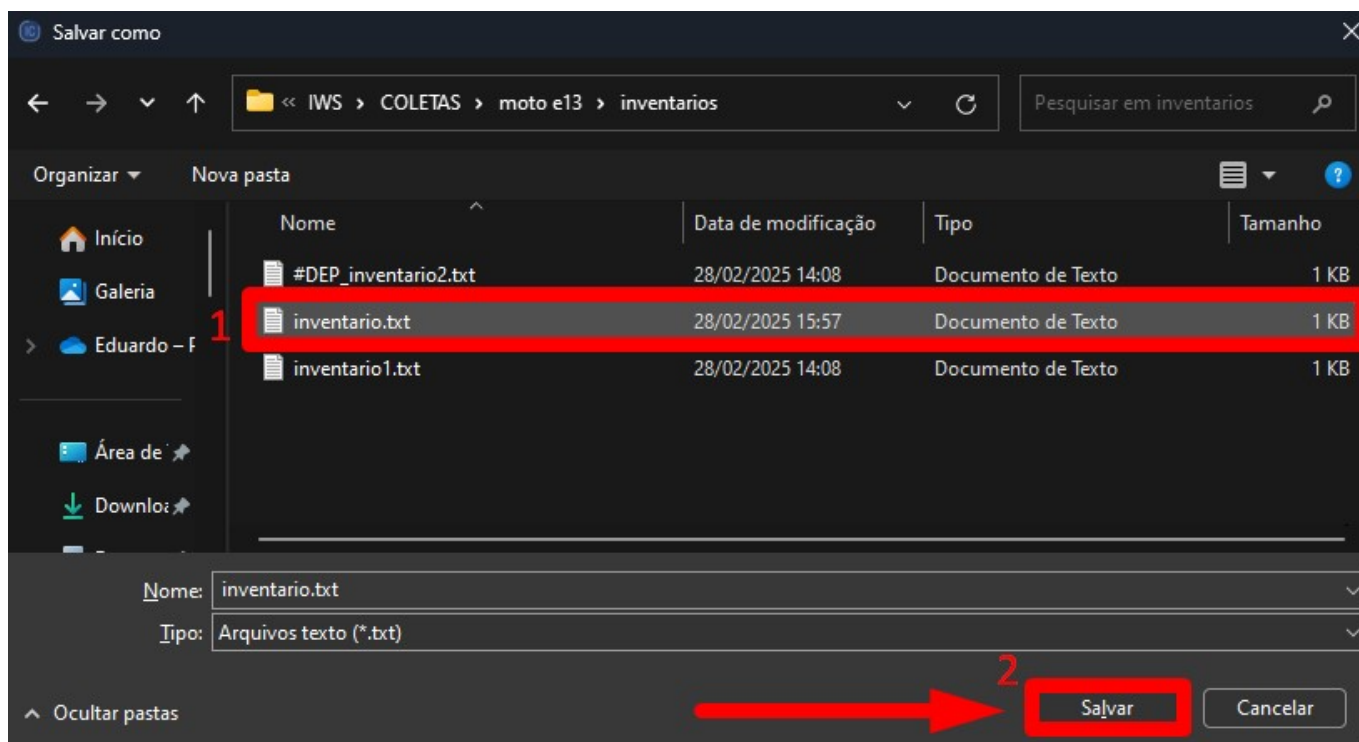 Salvar como
« IWS > COLETAS > moto e13 > inventarios
Pesquisar em inventarios
Organizar
Nova pasta
?
Nome
Data de modificação
Tipo
Tamanho
Início
Galeria
Eduardo –
Área de
#DEP_inventario2.txt 28/02/2025 14:08 Documento de Texto 1 KB
1
inventario.txt 28/02/2025 15:57 Documento de Texto 1 KB
inventario1.txt 28/02/2025 14:08 Documento de Texto 1 KB
Nome: inventario.txt
Tipo: Arquivos texto (*.txt)
2
Ocultar pastas
Salvar
Cancelar